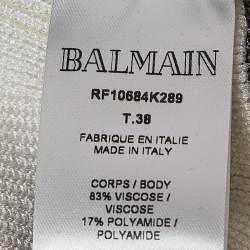 BALMAIN
RF10684K289
T.38
FABRIQUE EN ITALIE
MADE IN ITALY
CORPS / BODY
83% VISCOSE /
VISCOSE
17% POLYAMIDE /
POLYAMIDE